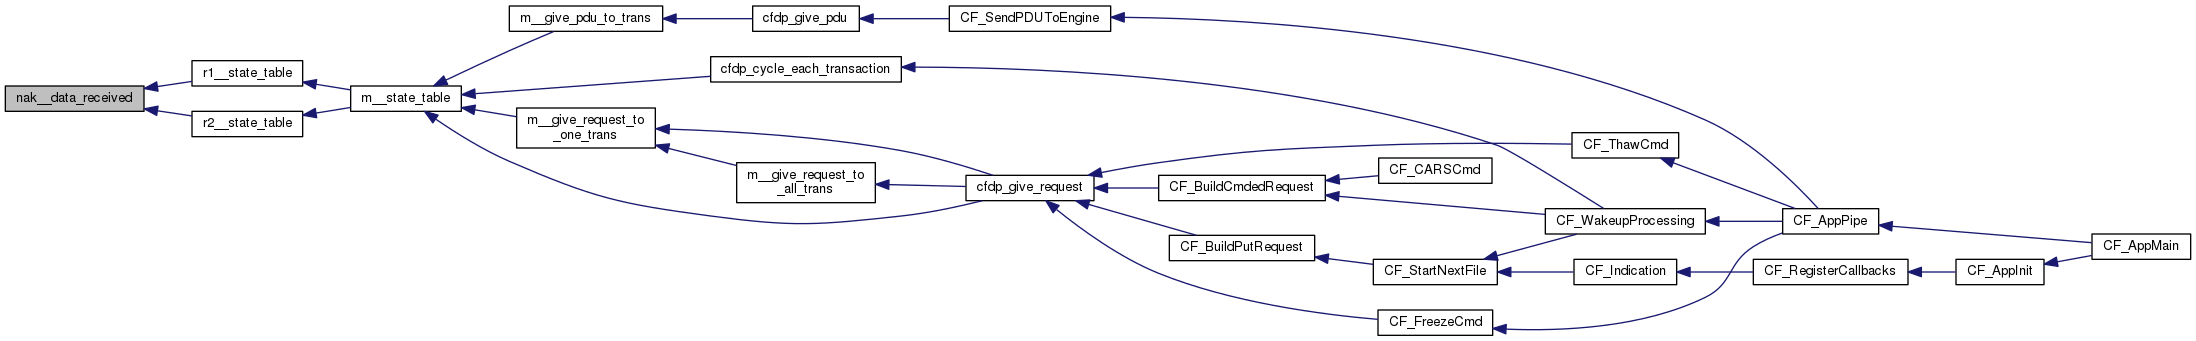 nak__data_received
r1__state_table
r2__state_table
m__state_table
m__give_pdu_to_trans
cfdp_give_pdu
CF_SendPDUToEngine
cfdp_cycle_each_transaction
m__give_request_to
_one_trans
m__give_request_to
_all_trans
cfdp_give_request
CF_ThawCmd
CF_BuildCmdedRequest
CF_CARSCmd
CF_BuildPutRequest
CF_WakeupProcessing
CF_StartNextFile
CF_Indication
CF_RegisterCallbacks
CF_AppInit
CF_FreezeCmd
CF_AppPipe
CF_AppMain